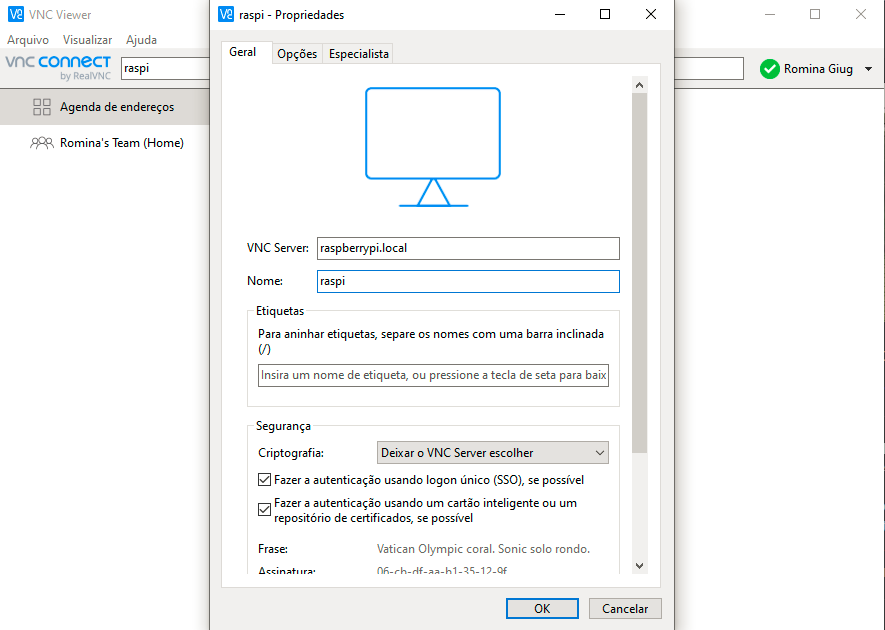 VNC Viewer
Arquivo Visualizar Ajuda
vnc connect
by RealVNC
raspi
Romina Giug
Agenda de endereços
Romina's Team (Home)
raspi - Propriedades
Geral Opções Especialista
VNC Server: raspberrypi.local
Nome: raspi
Etiquetas
Para aninhar etiquetas, separe os nomes com uma barra inclinada
(/)
Insira um nome de etiqueta, ou pressione a tecla de seta para baix
Segurança
Criptografia: Deixar o VNC Server escolher
Fazer a autenticação usando logon único (SSO), se possível
Fazer a autenticação usando um cartão inteligente ou um
repositório de certificados, se possível
Frase: Vatican Olympic coral. Sonic solo rondo.
Assinatura: 06-cb-df-aa-b1-35-12-9f
OK Cancelar